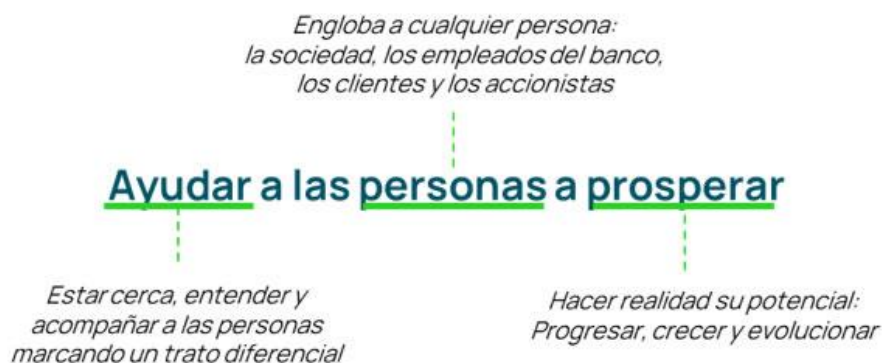 Engloba a cualquier persona:
la sociedad, los empleados del banco,
los clientes y los accionistas
Ayudar a las personas a prosperar
Estar cerca, entender y
acompañar a las personas
marcando un trato diferencial
Hacer realidad su potencial:
Progresar, crecer y evolucionar